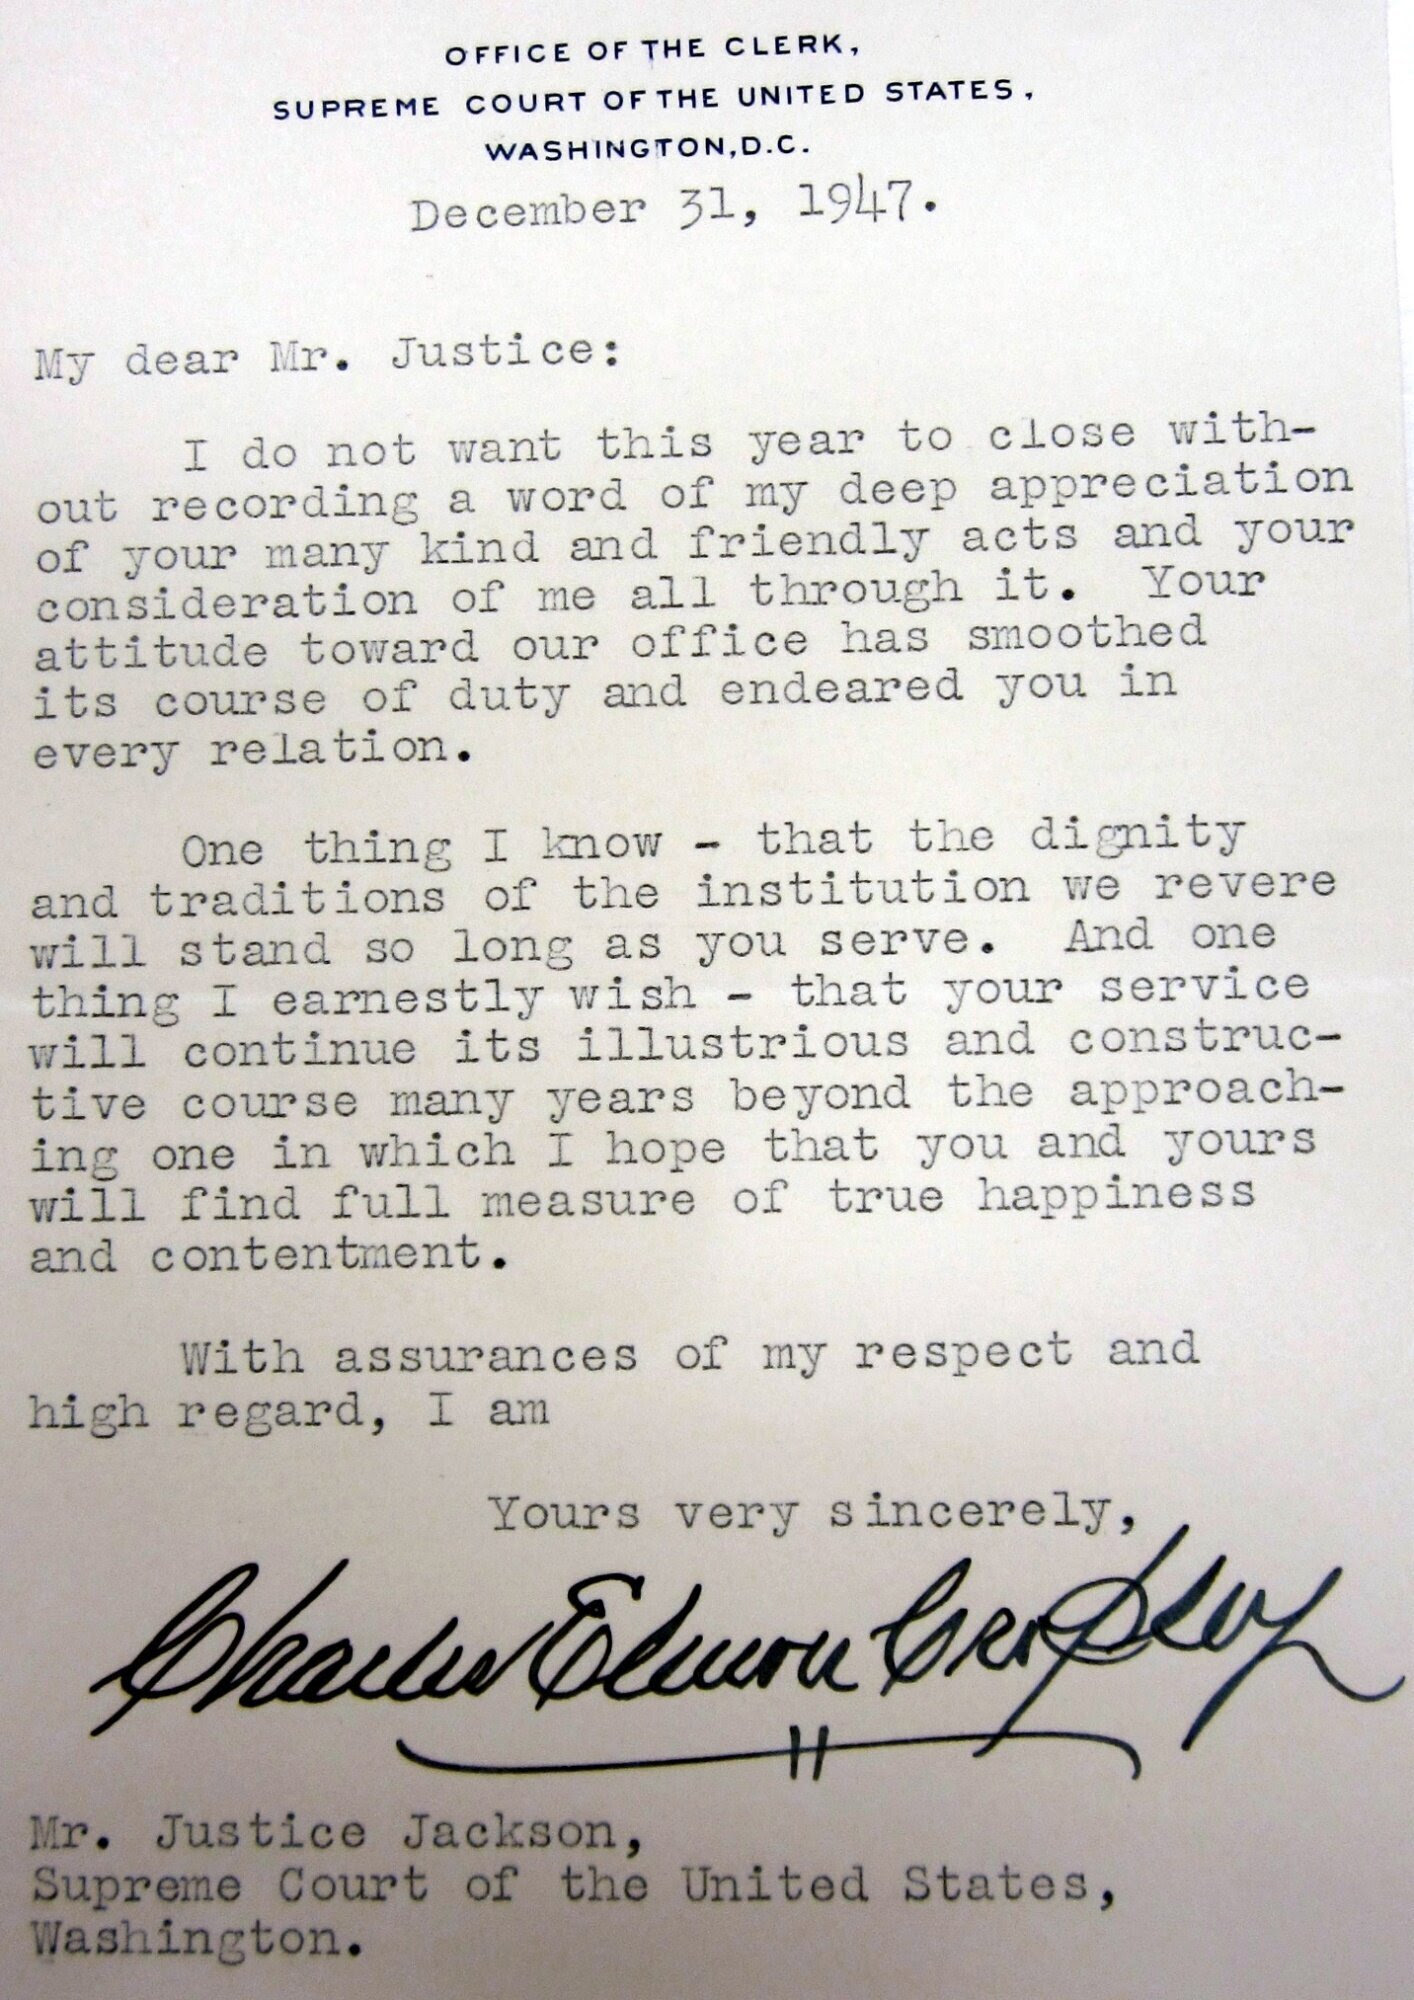 OFFICE OF THE CLERK,
SUPREME COURT OF THE UNITED STATES,
WASHINGTON, D.C.
December 31, 1947.
My dear Mr. Justice:
I do not want this year to close with-
out recording a word of my deep appreciation
of your many kind and friendly acts and your
consideration of me all through it. Your
attitude toward our office has smoothed
its course of duty and endeared you in
every relation.
One thing I know - that the dignity
and traditions of the institution we revere
will stand so long as you serve. And one
thing I earnestly wish - that your service
will continue its illustrious and construc-
tive course many years beyond the approach-
ing one in which I hope that you and yours
will find full measure of true happiness
and contentment.
With assurances of my respect and
high regard, I am
Yours very sincerely,
Charles Elmore Cropley
Mr. Justice Jackson,
Supreme Court of the United States,
Washington.